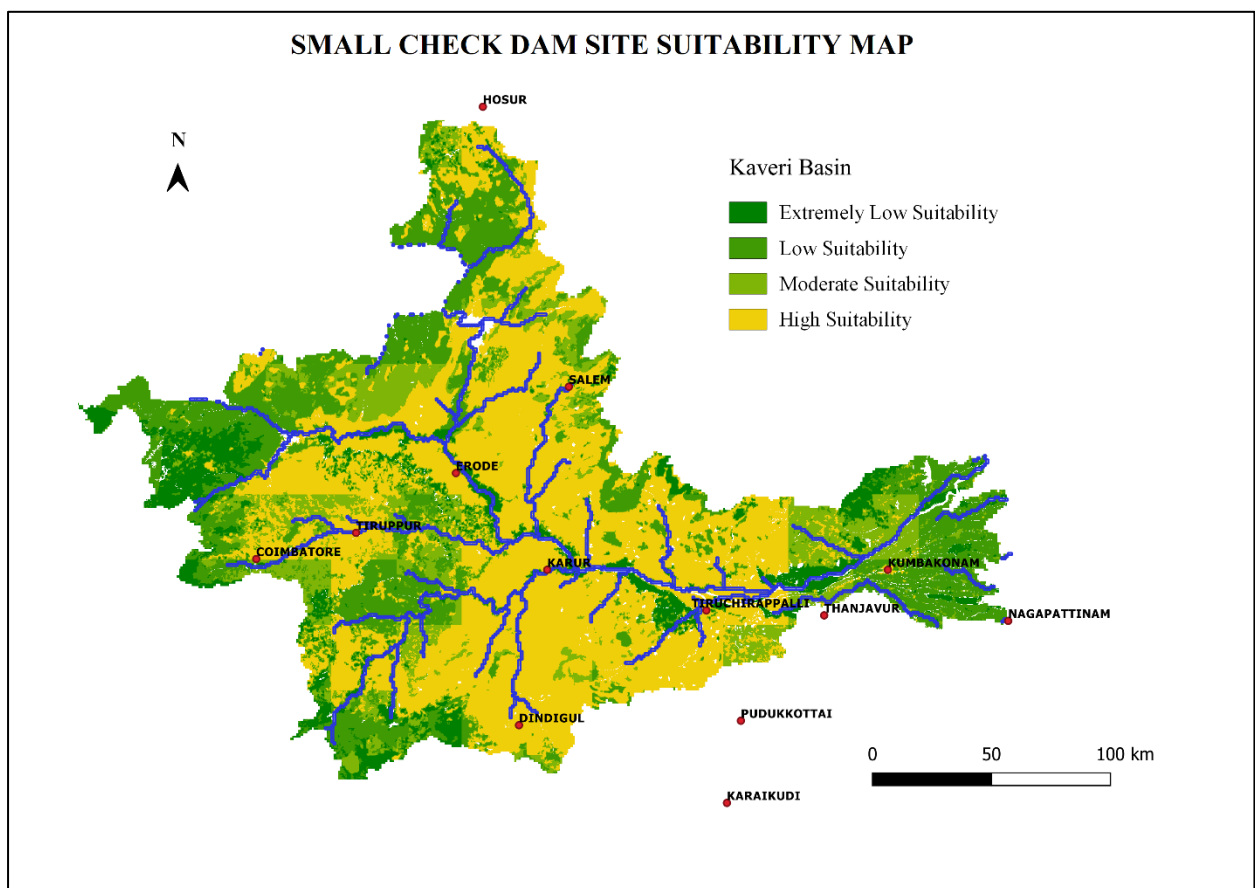 SMALL CHECK DAM SITE SUITABILITY MAP
HOSUR
N
Kaveri Basin
Extremely Low Suitability
Low Suitability
Moderate Suitability
High Suitability
SALEM
ERODE
TIRUPPUR
COIMBATORE
KARUR
KUMBAKONAM
TIRUCHIRAPPALLI
THANJAVUR
NAGAPATTINAM
DINDIGUL
PUDUKKOTTAI
0 50 100 km
KARAIKUDI